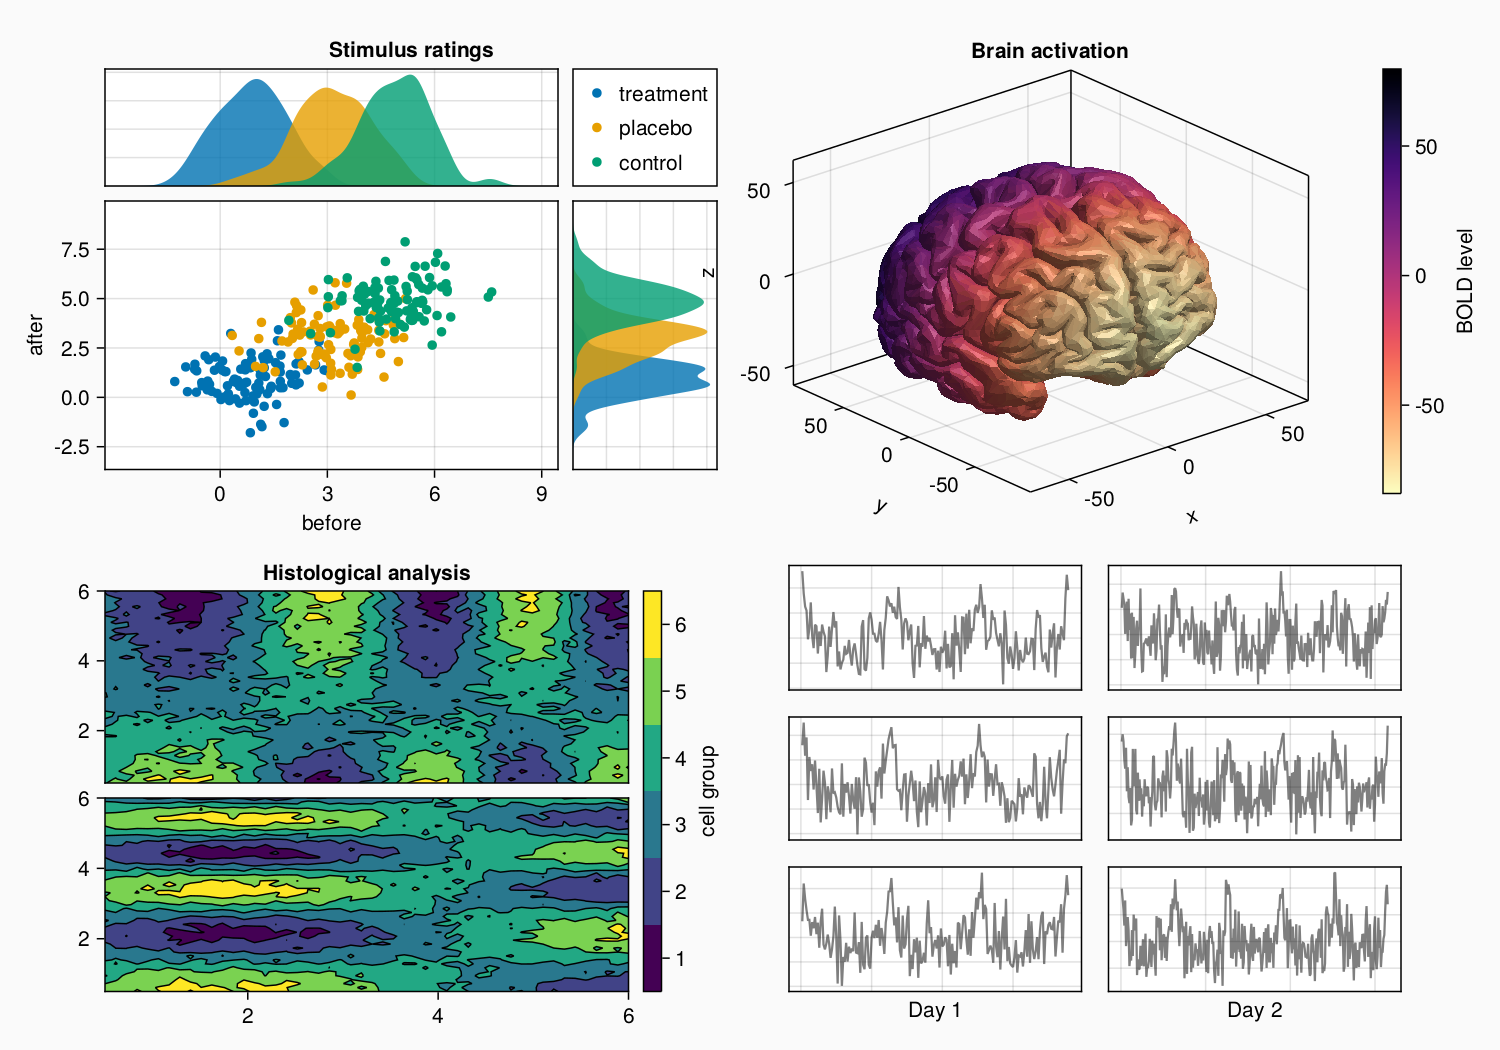 Stimulus ratings
treatment
placebo
control
7.5
5.0
2.5
0.0
-2.5
after
0
3
6
9
before
Brain activation
50
0
-50
z
50
0
-50
y
-50
0
50
x
50
0
-50
BOLD level
Histological analysis
6
4
2
6
4
2
2
4
6
6
5
4
3
2
1
cell group
Day 1
Day 2